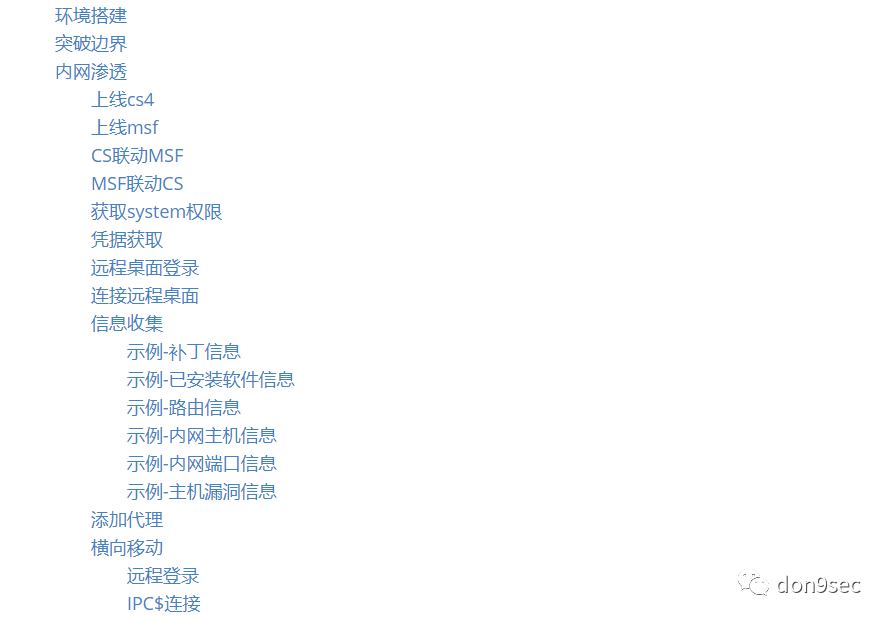 环境搭建
突破边界
内网渗透
上线cs4
上线msf
CS联动MSF
MSF联动CS
获取system权限
凭据获取
远程桌面登录
连接远程桌面
信息收集
示例-补丁信息
示例-已安装软件信息
示例-路由信息
示例-内网主机信息
示例-内网端口信息
示例-主机漏洞信息
添加代理
横向移动
远程登录
IPC$连接
don9sec